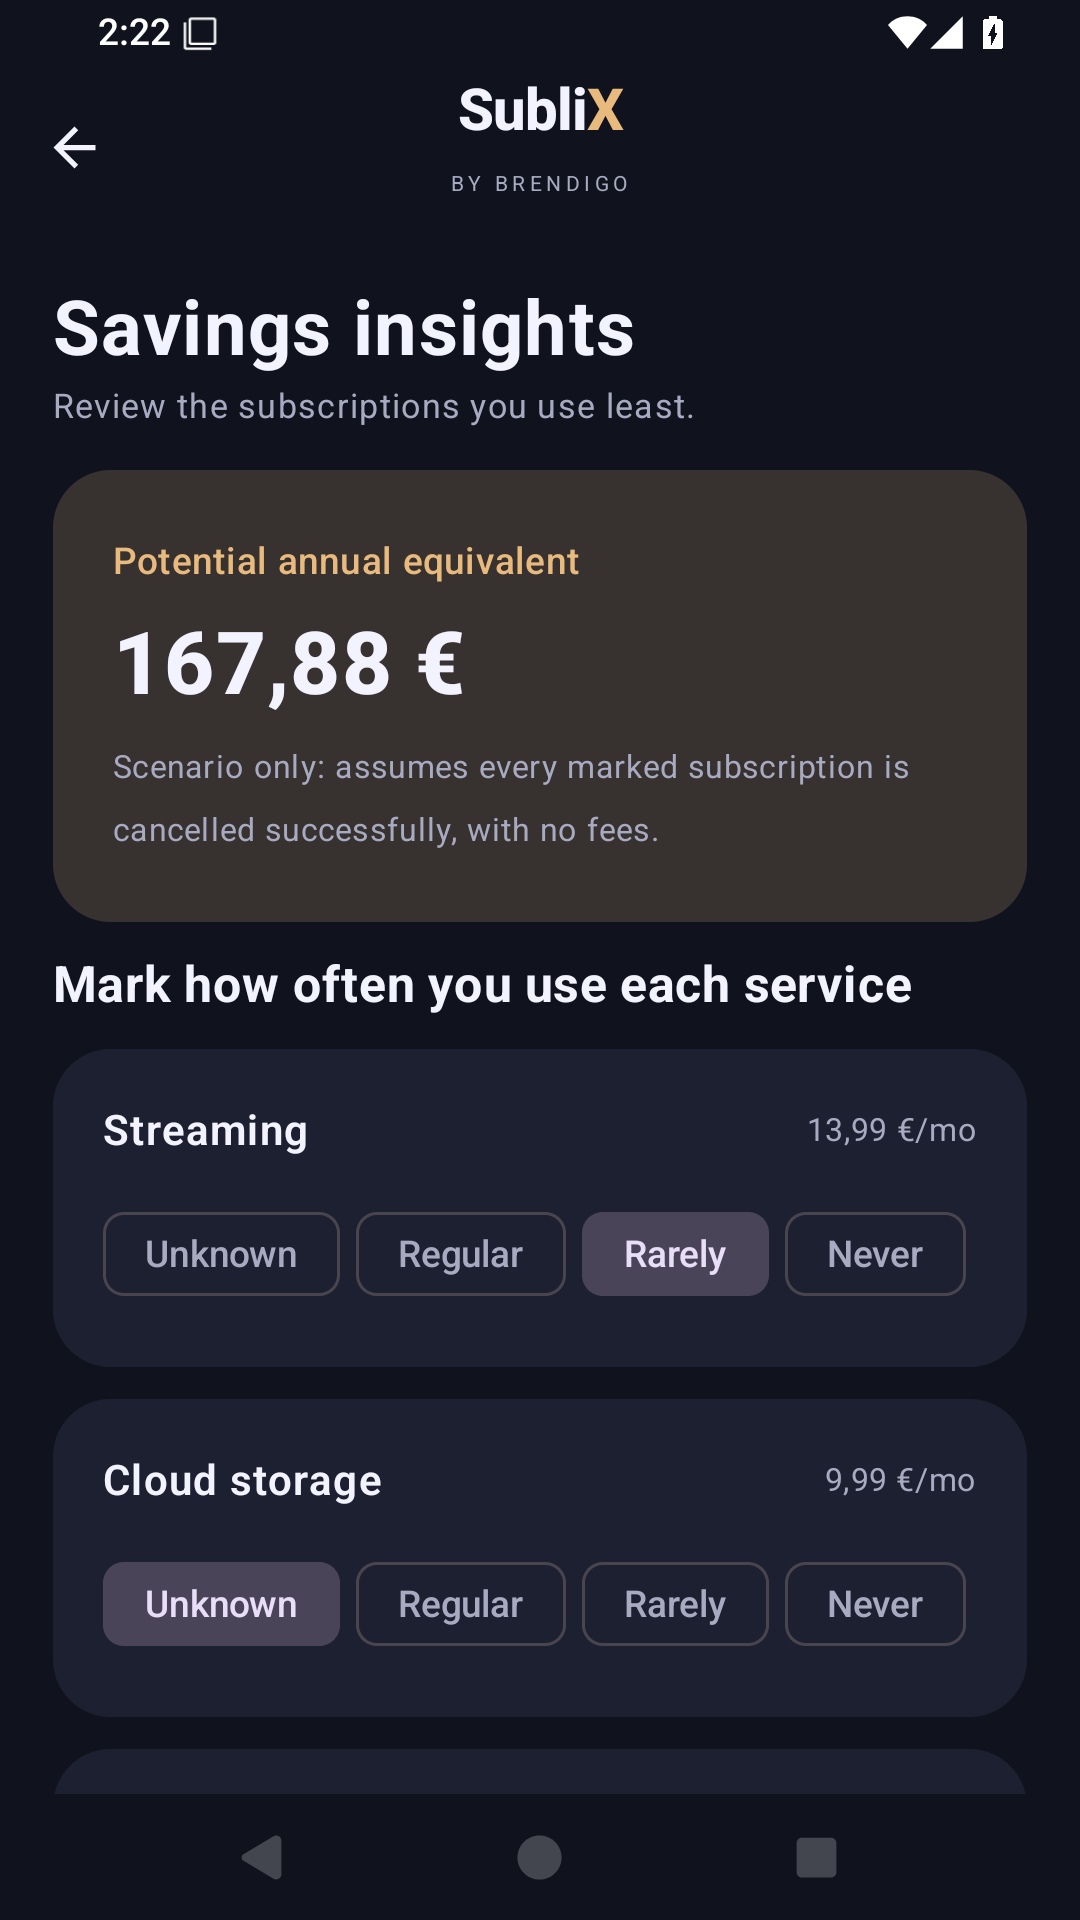 2:22
SubliX
BY BRENDIGO
Savings insights
Review the subscriptions you use least.
Potential annual equivalent
167,88 €
Scenario only: assumes every marked subscription is
cancelled successfully, with no fees.
Mark how often you use each service
Streaming 13,99 €/mo
Unknown Regular Rarely Never
Cloud storage 9,99 €/mo
Unknown Regular Rarely Never